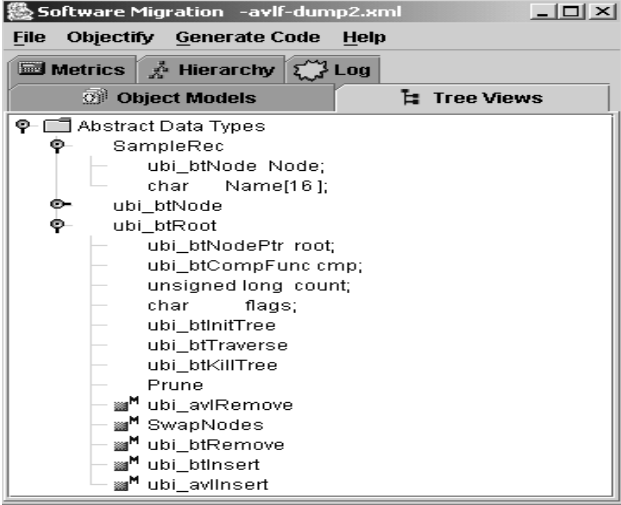 Software Migration -avlf-dump2.xml
File Objectify Generate Code Help
Metrics Hierarchy Log
Object Models Tree Views
Abstract Data Types
SampleRec
ubi_btNode Node;
char Name[16];
ubi_btNode
ubi_btRoot
ubi_btNodePtr root;
ubi_btCompFunc cmp;
unsigned long count;
char flags;
ubi_btInitTree
ubi_btTraverse
ubi_btKillTree
Prune
M ubi_avlRemove
M SwapNodes
M ubi_btRemove
M ubi_btInsert
M ubi_avlInsert